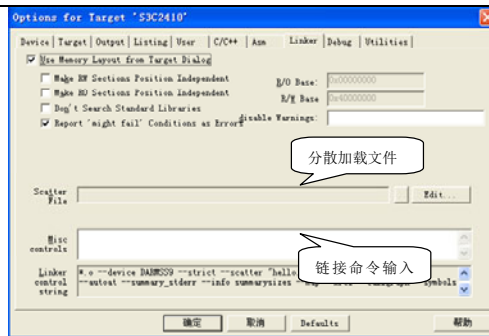 Options for Target 'S3C2410'
Device | Target | Output | Listing | User | C/C++ | Asm | Linker | Debug | Utilities
Use Memory Layout from Target Dialog
Make RW Sections Position Independent
Make RO Sections Position Independent
Don't Search Standard Libraries
Report 'might fail' Conditions as Errors
R/O Base: 0x00000000
R/W Base 0x40000000
disable Warnings:
分散加载文件
Scatter File
Edit...
Misc controls
链接命令输入
Linker control string
*.o --device DARMSS9 --strict --scatter "hello.
--autoat --summary_stderr --info summarysizes
symbols
确定
取消
Defaults
帮助